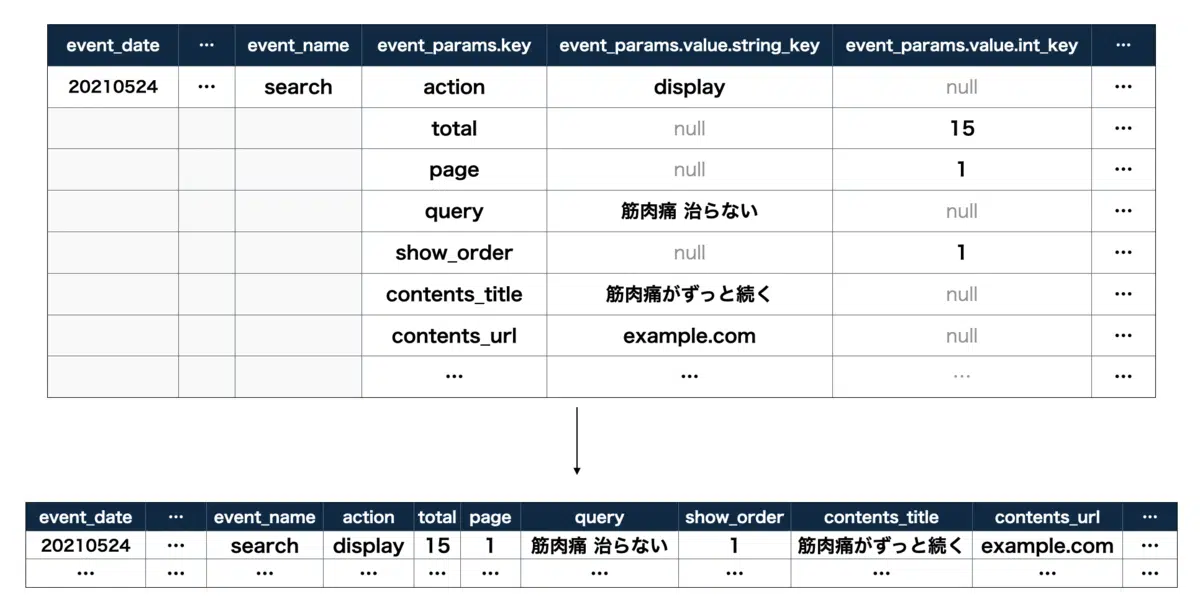 event_date … event_name event_params.key event_params.value.string_key event_params.value.int_key …
20210524 … search action display null …
total null 15 …
page null 1 …
query 筋肉痛 治らない null …
show_order null 1 …
contents_title 筋肉痛がずっと続く null …
contents_url example.com null …
… … … …
event_date … event_name action total page query show_order contents_title contents_url …
20210524 … search display 15 1 筋肉痛 治らない 1 筋肉痛がずっと続く example.com …
… … … … … … … … … … …